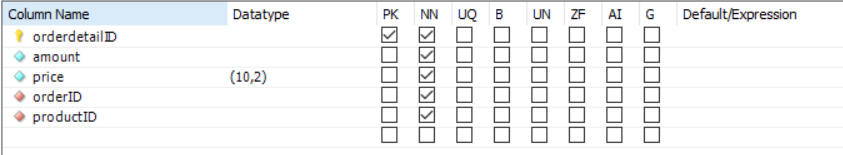 Column Name Datatype PK NN UQ B UN ZF AI G Default/Expression
orderdetailID
amount
price (10,2)
orderID
productID